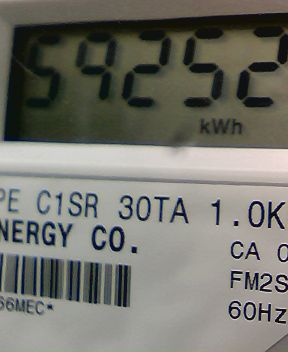 59252
kWh
PE C1SR 30TA 1.0K
NERGY CO.
CA 0
FM2S
66MEC*
60Hz